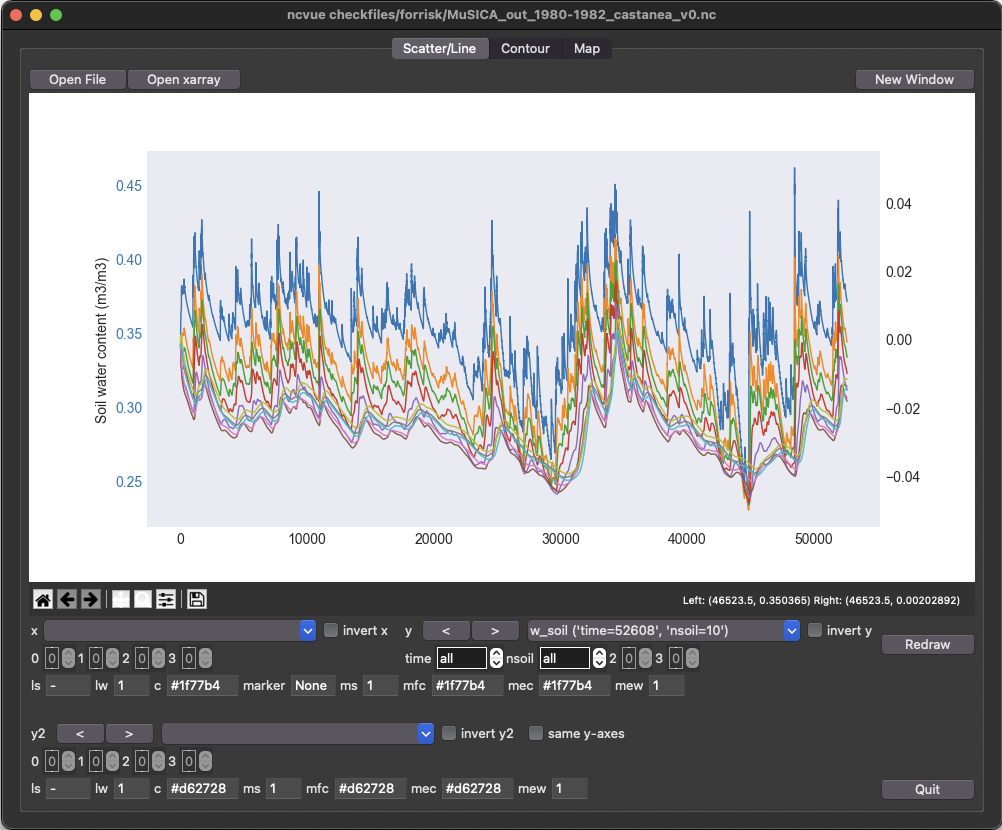 ncvue checkfiles/forrisk/MuSICA_out_1980-1982_castanea_v0.nc
Scatter/Line Contour Map
Open File Open xarray New Window
0.45
0.04
0.40
0.02
0.35
0.00
Soil water content (m3/m3)
0.30
−0.02
0.25
−0.04
0 10000 20000 30000 40000 50000
Left: (46523.5, 0.350365) Right: (46523.5, 0.00202892)
x invert x y < > w_soil ('time=52608', 'nsoil=10') invert y
Redraw
0 0 1 0 2 0 3 0 time all nsoil all 2 0 3 0
ls - lw 1 c #1f77b4 marker None ms 1 mfc #1f77b4 mec #1f77b4 mew 1
y2 < > invert y2 same y-axes
0 0 1 0 2 0 3 0
ls - lw 1 c #d62728 ms 1 mfc #d62728 mec #d62728 mew 1
Quit